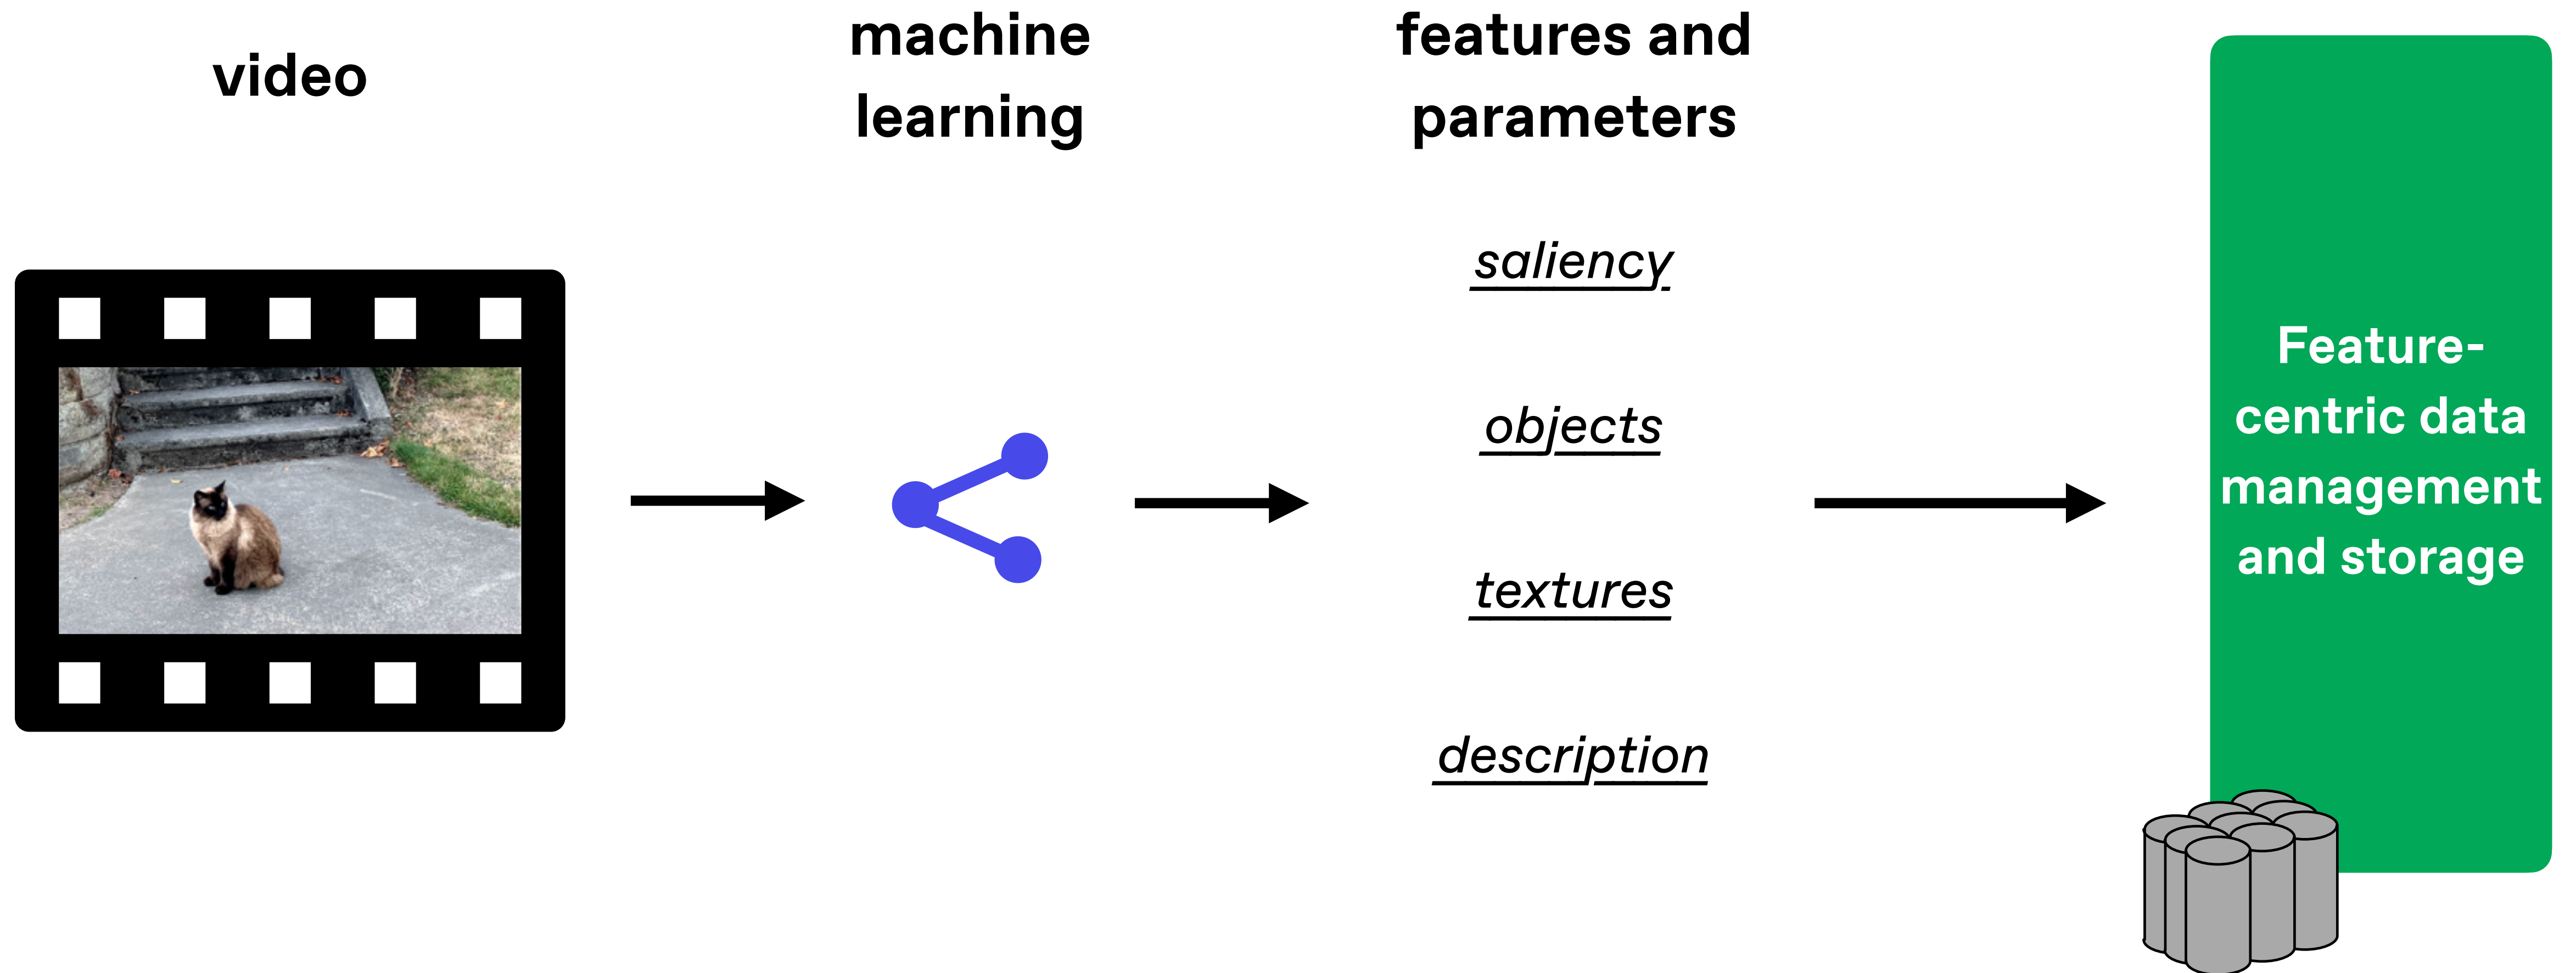 video
machine
learning
features and
parameters
saliency
objects
textures
description
Feature-
centric data
management
and storage